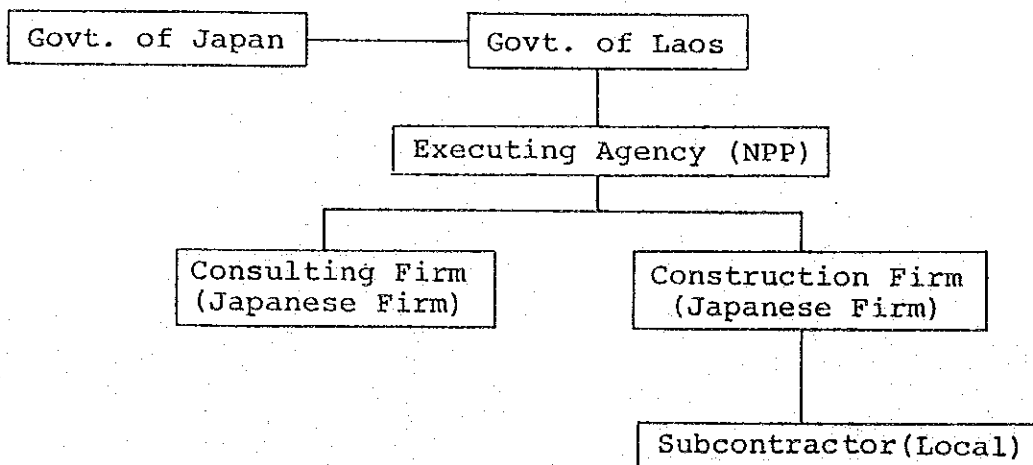 Govt. of Japan
Govt. of Laos
Executing Agency (NPP)
Consulting Firm
(Japanese Firm)
Construction Firm
(Japanese Firm)
Subcontractor(Local)